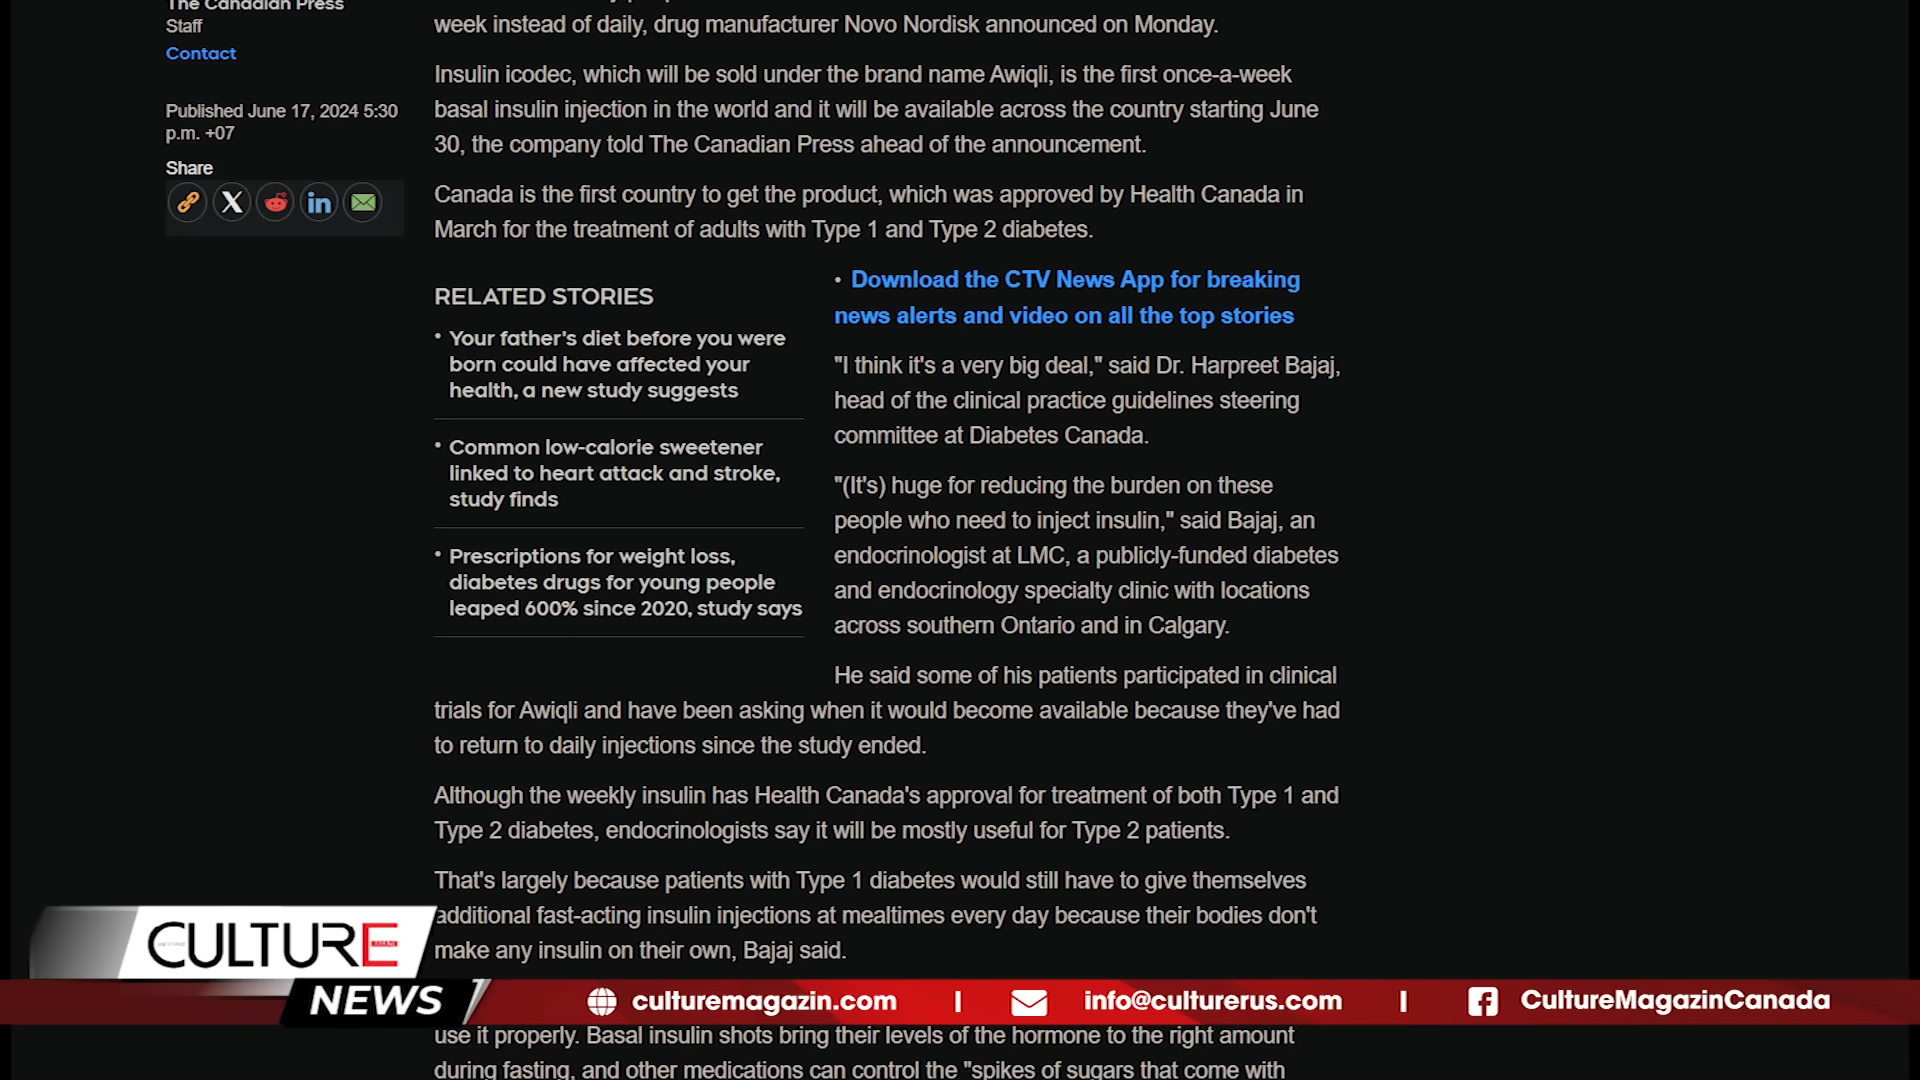 The Canadian Press
Staff
Contact
Published June 17, 2024 5:30
p.m. +07
Share
week instead of daily, drug manufacturer Novo Nordisk announced on Monday.
Insulin icodec, which will be sold under the brand name Awiqli, is the first once-a-week
basal insulin injection in the world and it will be available across the country starting June
30, the company told The Canadian Press ahead of the announcement.
Canada is the first country to get the product, which was approved by Health Canada in
March for the treatment of adults with Type 1 and Type 2 diabetes.
RELATED STORIES
• Your father's diet before you were
born could have affected your
health, a new study suggests
• Common low-calorie sweetener
linked to heart attack and stroke,
study finds
• Prescriptions for weight loss,
diabetes drugs for young people
leaped 600% since 2020, study says
• Download the CTV News App for breaking
news alerts and video on all the top stories
"I think it's a very big deal," said Dr. Harpreet Bajaj,
head of the clinical practice guidelines steering
committee at Diabetes Canada.
"(It's) huge for reducing the burden on these
people who need to inject insulin," said Bajaj, an
endocrinologist at LMC, a publicly-funded diabetes
and endocrinology specialty clinic with locations
across southern Ontario and in Calgary.
He said some of his patients participated in clinical
trials for Awiqli and have been asking when it would become available because they've had
to return to daily injections since the study ended.
Although the weekly insulin has Health Canada's approval for treatment of both Type 1 and
Type 2 diabetes, endocrinologists say it will be mostly useful for Type 2 patients.
That's largely because patients with Type 1 diabetes would still have to give themselves
additional fast-acting insulin injections at mealtimes every day because their bodies don't
make any insulin on their own, Bajaj said.
CULTURE
NEWS
culturemagazin.com | info@culturerus.com | CultureMagazinCanada
use it properly. Basal insulin shots bring their levels of the hormone to the right amount
during fasting, and other medications can control the "spikes of sugars that come with